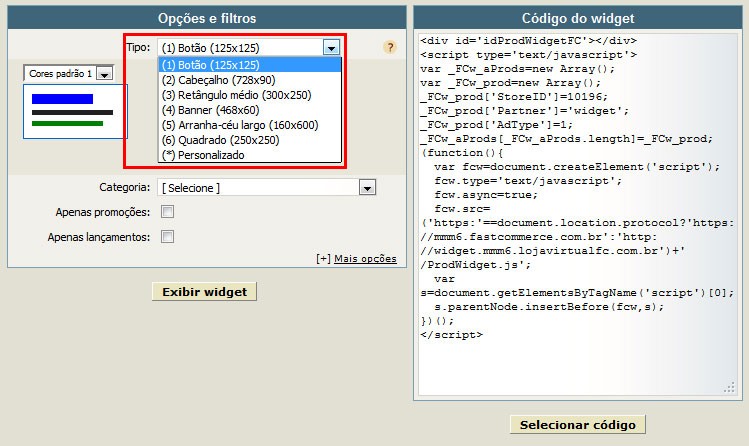 Opções e filtros
Tipo: (1) Botão (125x125) ?
(1) Botão (125x125)
(2) Cabeçalho (728x90)
(3) Retângulo médio (300x250)
(4) Banner (468x60)
(5) Arranha-céu largo (160x600)
(6) Quadrado (250x250)
(*) Personalizado
Cores padrão 1
Categoria: [ Selecione ]
Apenas promoções:
Apenas lançamentos:
[+] Mais opções
Exibir widget
Código do widget
<div id='idProdWidgetFC'></div>
<script type='text/javascript'>
var _FCw_aProds=new Array();
var _FCw_prod=new Array();
_FCw_prod['StoreID']=10196;
_FCw_prod['Partner']='widget';
_FCw_prod['AdType']=1;
_FCw_aProds[_FCw_aProds.length]=_FCw_prod;
(function(){
  var fcw=document.createElement('script');
  fcw.type='text/javascript';
  fcw.async=true;
  fcw.src=
('https:'==document.location.protocol?'https:
//mmm6.fastcommerce.com.br':'http:
//widget.mmm6.lojavirtualfc.com.br')+'
/ProdWidget.js';
  var
s=document.getElementsByTagName('script')[0];
  s.parentNode.insertBefore(fcw,s);
})();
</script>
Selecionar código